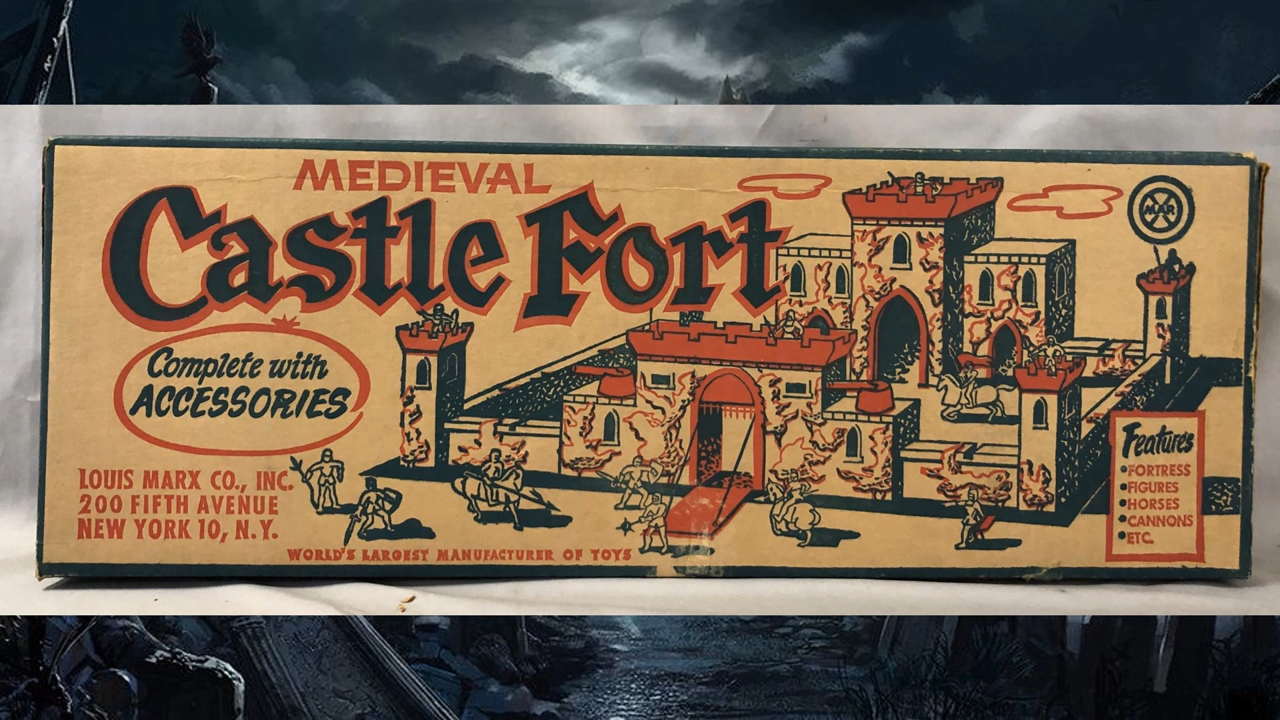 MEDIEVAL
Castle Fort
MAR
Complete with
ACCESSORIES
LOUIS MARX CO., INC.
200 FIFTH AVENUE
NEW YORK 10, N.Y.
WORLD'S LARGEST MANUFACTURER OF TOYS
Features
•FORTRESS
•FIGURES
•HORSES
•CANNONS
•ETC.